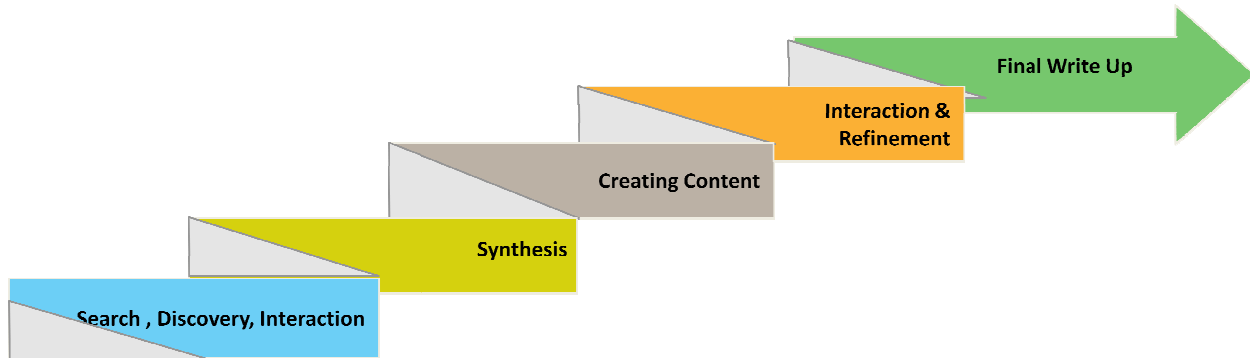 Final Write Up
Interaction &
Refinement
Creating Content
Synthesis
Search , Discovery, Interaction